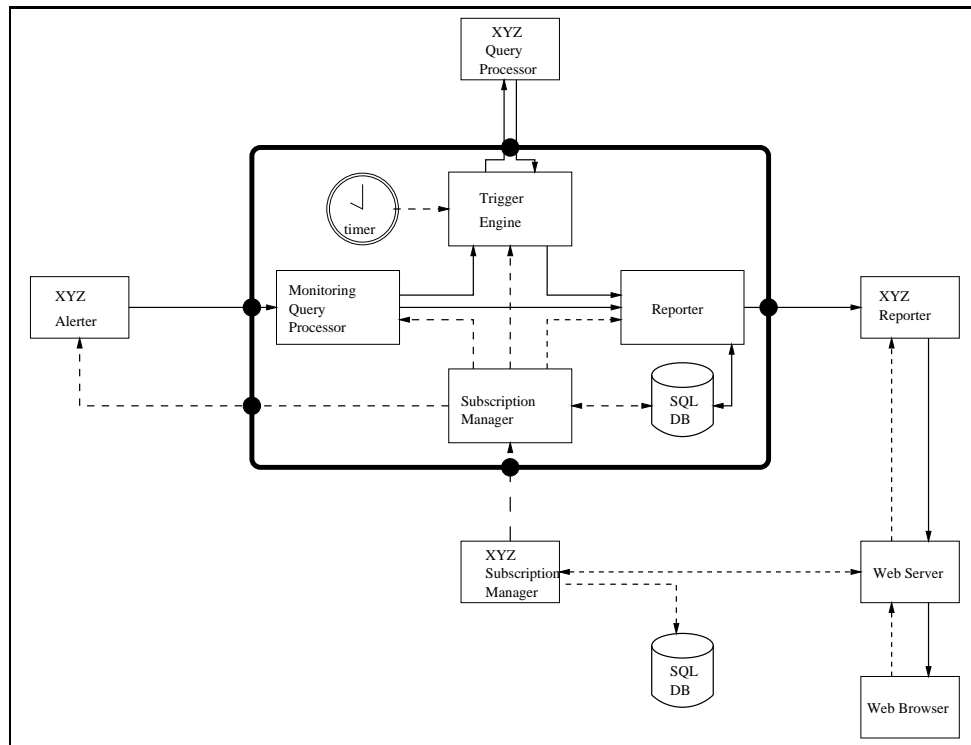 XYZ
Query
Processor
Trigger
Engine
timer
XYZ
Alerter
Monitoring
Query
Processor
Reporter
XYZ
Reporter
Subscription
Manager
SQL
DB
XYZ
Subscription
Manager
Web Server
SQL
DB
Web Browser